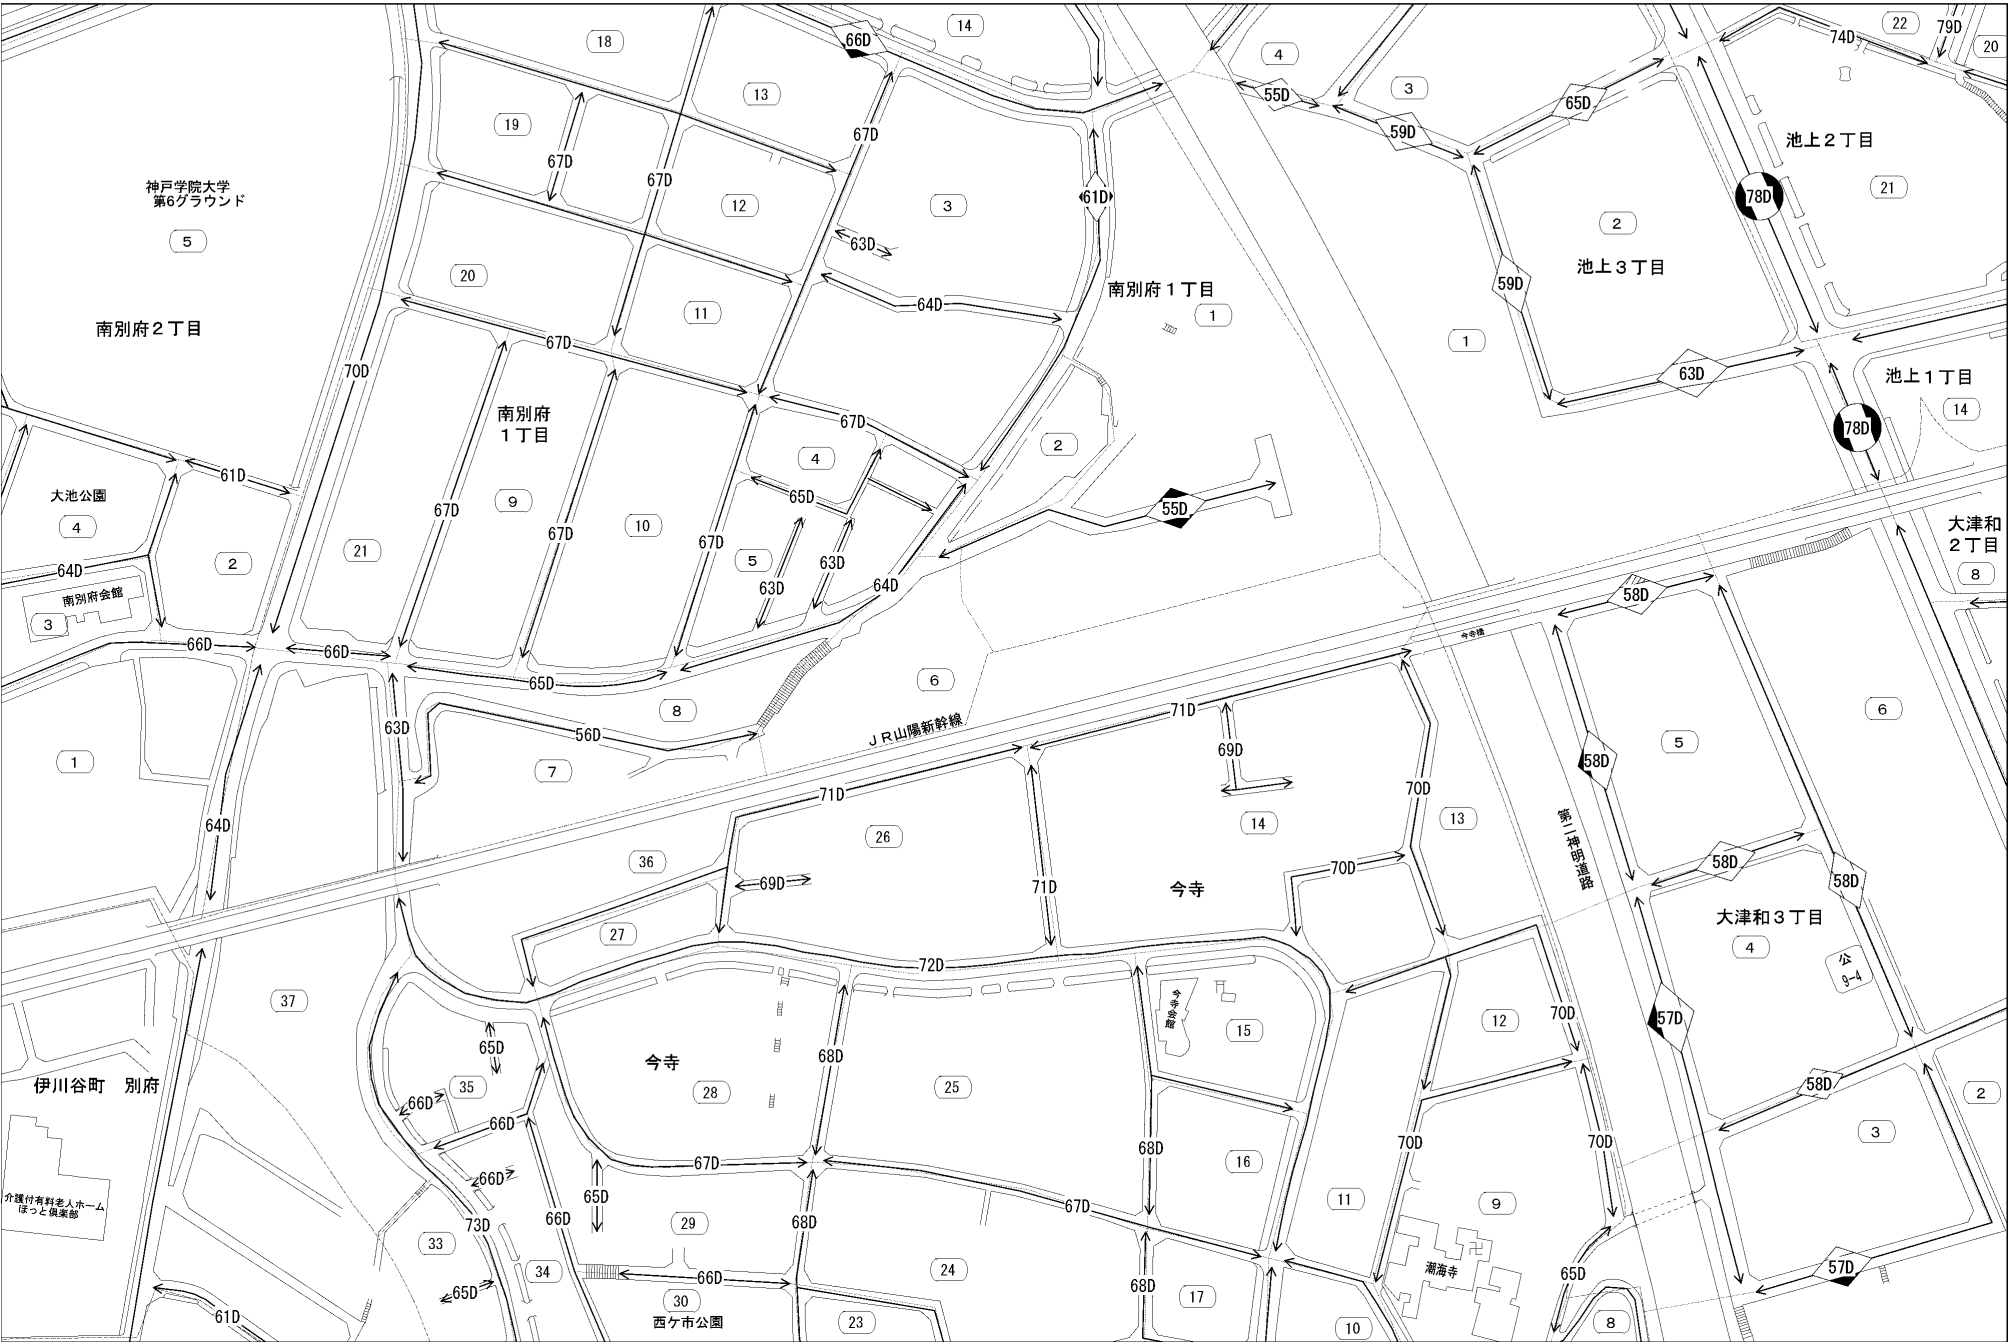 66D
14
22
79D
74D
20
18
4
3
55D
65D
13
19
67D
67D
59D
池上2丁目
67D
67D
61D
78D
21
神戸学院大学
第6グラウンド
5
12
3
2
63D
池上3丁目
20
59D
南別府1丁目
1
64D
11
南別府2丁目
67D
1
70D
63D
池上1丁目
14
南別府
1丁目
67D
78D
4
2
61D
大池公園
4
65D
9
67D
10
67D
55D
大津和
2丁目
21
2
5
63D
63D
64D
64D
8
58D
南別府会館
3
今寺橋
66D
66D
65D
6
8
71D
6
63D
56D
JR山陽新幹線
69D
5
1
7
58D
71D
70D
64D
26
14
13
第二神明道路
36
69D
71D
70D
58D
58D
今寺
大津和3丁目
27
72D
4
公
9-4
37
今寺会館
15
12
70D
57D
65D
68D
今寺
伊川谷町 別府
35
28
25
58D
2
66D
66D
68D
70D
70D
3
67D
16
66D
65D
67D
11
9
介護付有料老人ホーム
ほっと倶楽部
73D
66D
29
68D
33
34
24
潮海寺
65D
57D
66D
68D
65D
30
17
61D
西ケ市公園
23
10
8